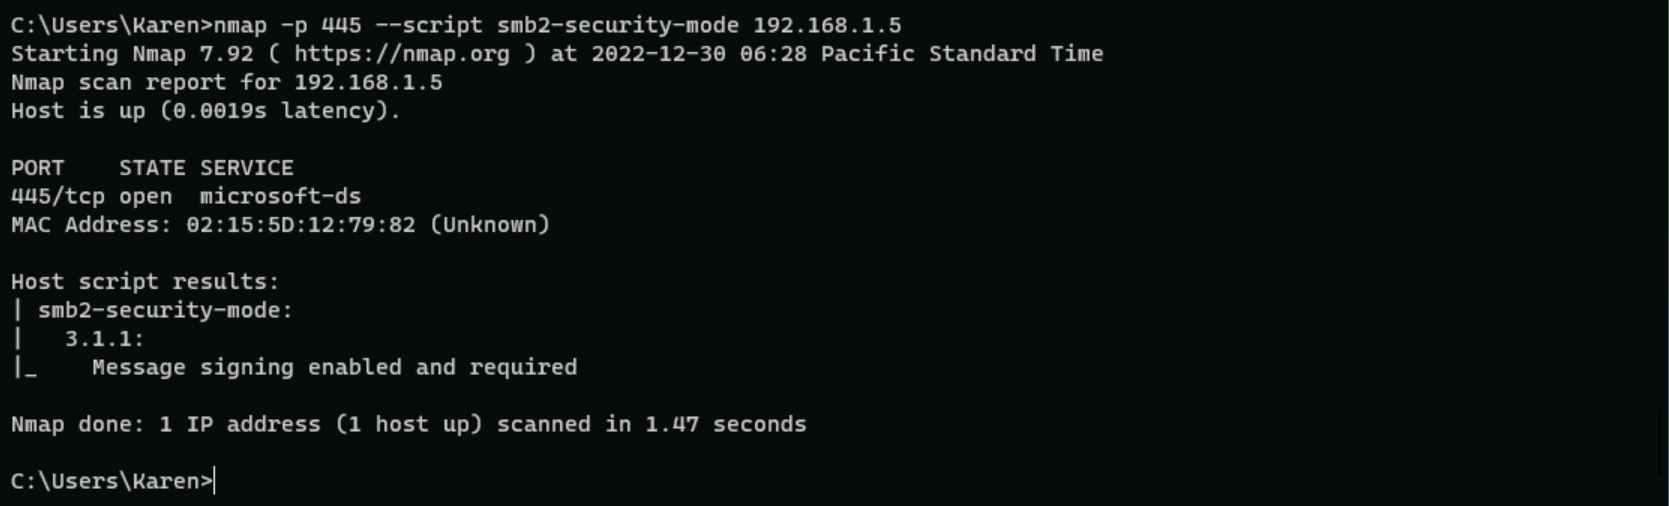 C:\Users\Karen>nmap -p 445 --script smb2-security-mode 192.168.1.5
Starting Nmap 7.92 ( https://nmap.org ) at 2022-12-30 06:28 Pacific Standard Time
Nmap scan report for 192.168.1.5
Host is up (0.0019s latency).
PORT    STATE SERVICE
445/tcp open  microsoft-ds
MAC Address: 02:15:5D:12:79:82 (Unknown)
Host script results:
| smb2-security-mode:
|   3.1.1:
|_    Message signing enabled and required
Nmap done: 1 IP address (1 host up) scanned in 1.47 seconds
C:\Users\Karen>